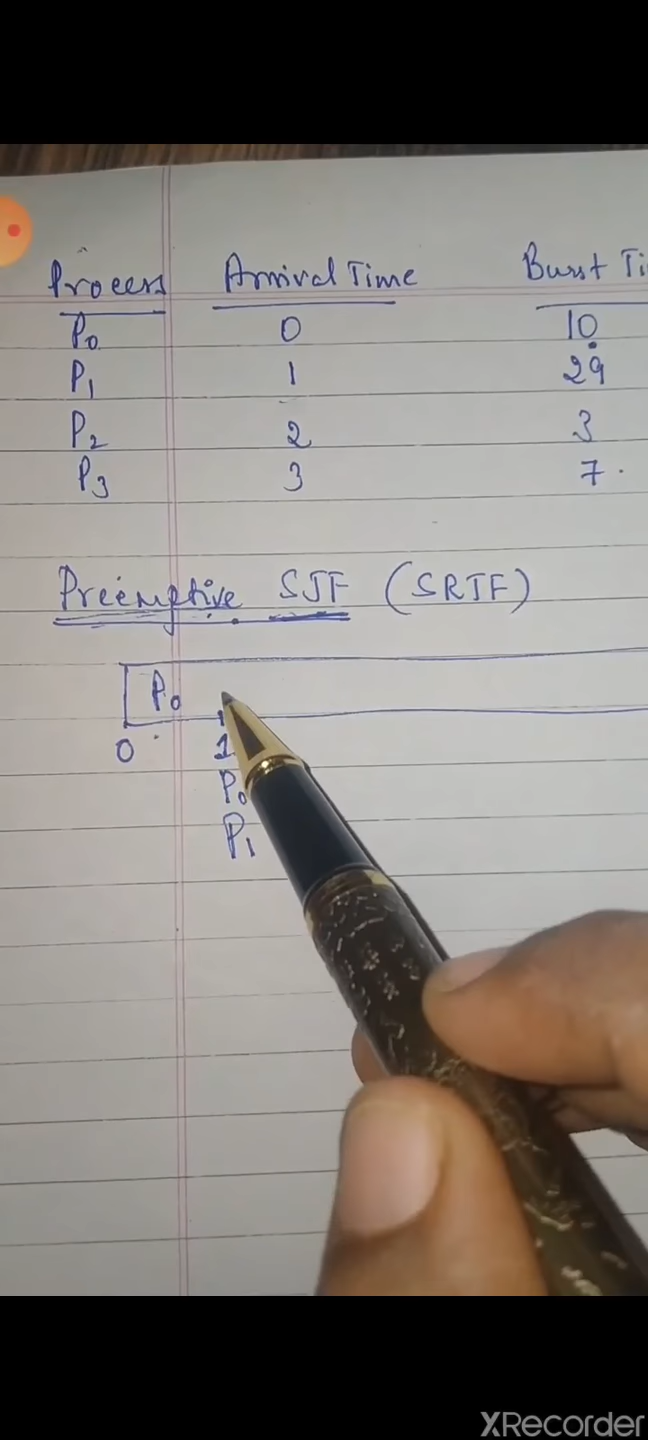 Process Arrival Time Burst Ti
P0 0 10
P1 1 29
P2 2 3
P3 3 7.
Preemptive SJF (SRTF)
P0
0 1
P0
P1
XRecorder